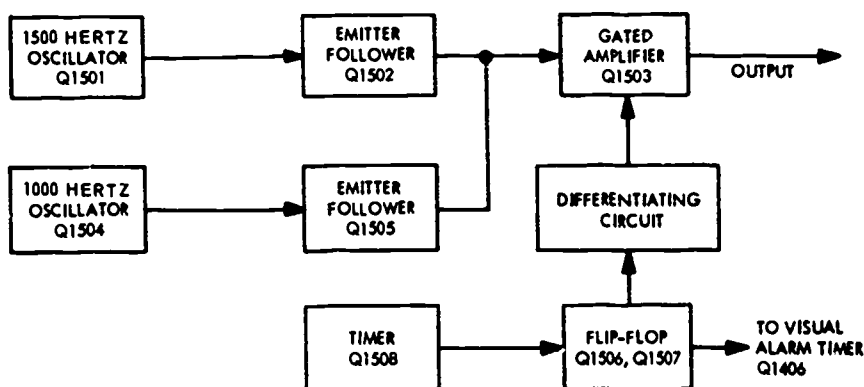 1500 HERTZ
OSCILLATOR
Q1501
EMITTER
FOLLOWER
Q1502
GATED
AMPLIFIER
Q1503
OUTPUT
1000 HERTZ
OSCILLATOR
Q1504
EMITTER
FOLLOWER
Q1505
DIFFERENTIATING
CIRCUIT
TIMER
Q1508
FLIP-FLOP
Q1506, Q1507
TO VISUAL
ALARM TIMER
Q1406